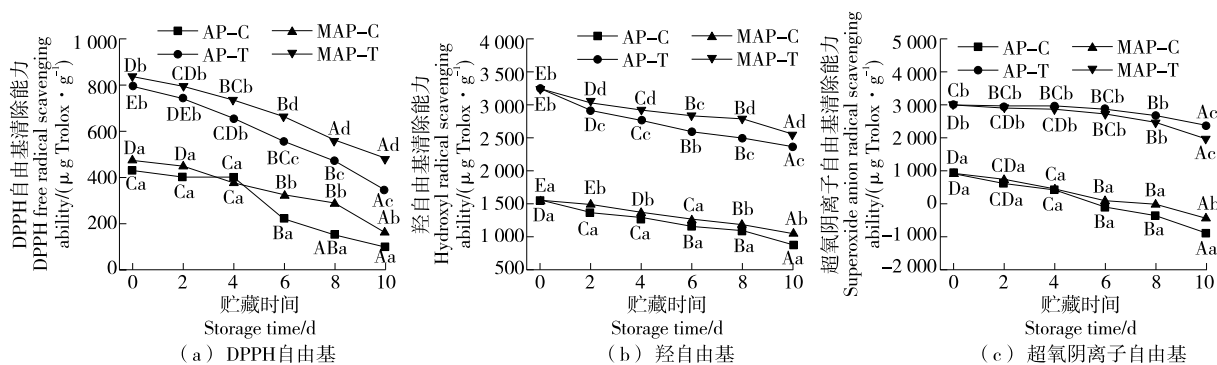 DPPH自由基清除能力
DPPH free radical scavenging
ability/(μg Trolox·g⁻¹)
AP-C MAP-C
AP-T MAP-T
1 000
800
600
400
200
0 2 4 6 8 10
Db CDb BCb Bd Ad Ad
Eb DEb CDb BCc Bc Ac
Da Da Ca Bb Bb Ab
Ca Ca Ca Ba ABa Aa
贮藏时间
Storage time/d
(a) DPPH自由基
羟自由基清除能力
Hydroxyl radical scavenging
ability/(μg Trolox·g⁻¹)
AP-C MAP-C
AP-T MAP-T
4 000
3 500
3 000
2 500
2 000
1 500
1 000
500
0 2 4 6 8 10
Eb Dd Cd Bc Bd Ad
Eb Dc Cc Bb Bb Ac
Ea Eb Db Ca Bb Ab
Da Ca Ca Ba Ba Aa
贮藏时间
Storage time/d
(b) 羟自由基
超氧阴离子自由基清除能力
Superoxide anion radical scavenging
ability/(μg Trolox·g⁻¹)
AP-C MAP-C
AP-T MAP-T
5 000
4 000
3 000
2 000
1 000
0
-1 000
-2 000
0 2 4 6 8 10
Cb BCb BCb BCb Bb Ac
Db CDb CDb BCb Bb Ab
Da CDa Ca Ba Ba Aa
Da CDa Ca Ba Ba Aa
贮藏时间
Storage time/d
(c) 超氧阴离子自由基